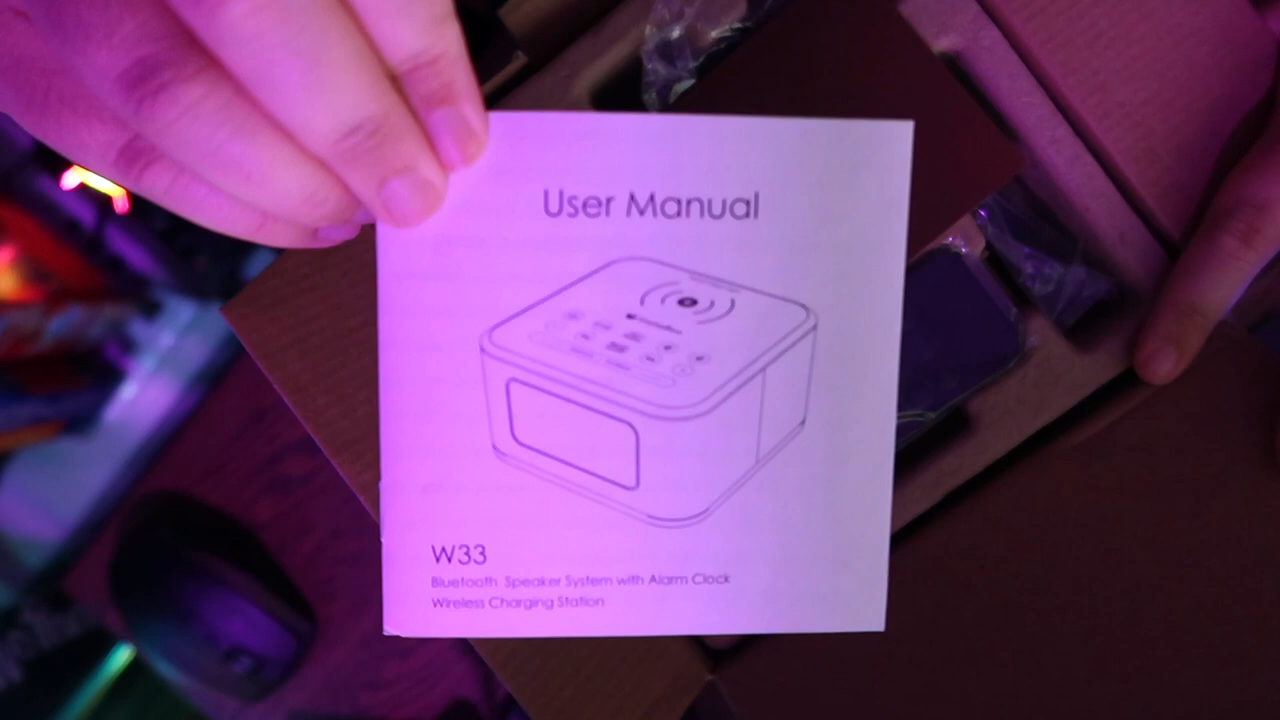 User Manual
W33
Bluetooth Speaker System with Alarm Clock
Wireless Charging Station